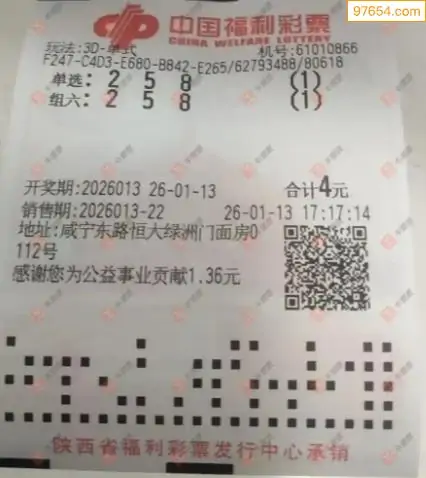 97654.com
中国福利彩票
CHINA WELFARE LOTTERY
玩法:3D-单式 机号:61010866
F247-C4D3-E680-B842-E265/62793488/80618
单选: 2 5 8 (1)
组六: 2 5 8 (1)
开奖期:2026013 26-01-13 合计4元
销售期:2026013-22 26-01-13 17:17:14
地址:咸宁东路恒大绿洲门面房0
112号
感谢您为公益事业贡献1.36元
陕西省福利彩票发行中心承销